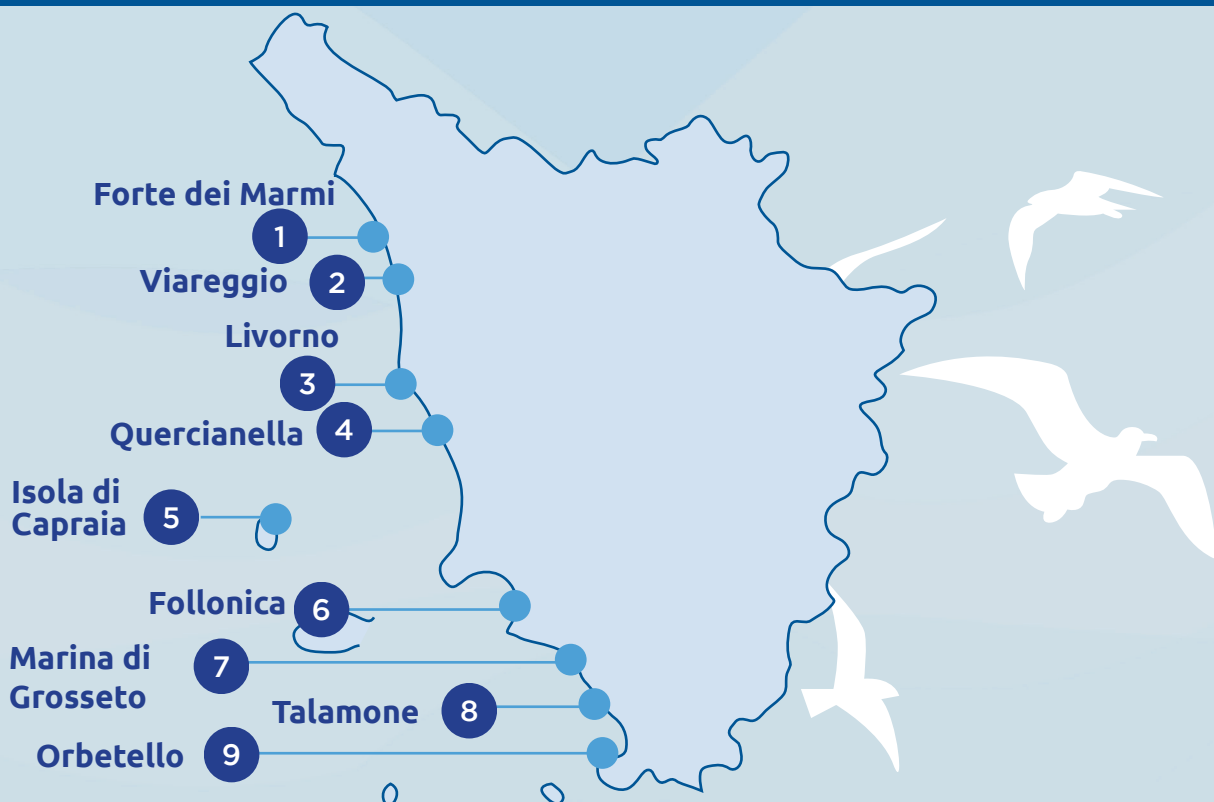 Forte dei Marmi
1
Viareggio 2
Livorno
3
Quercianella 4
Isola di
Capraia 5
Follonica 6
Marina di
Grosseto 7
Talamone 8
Orbetello 9